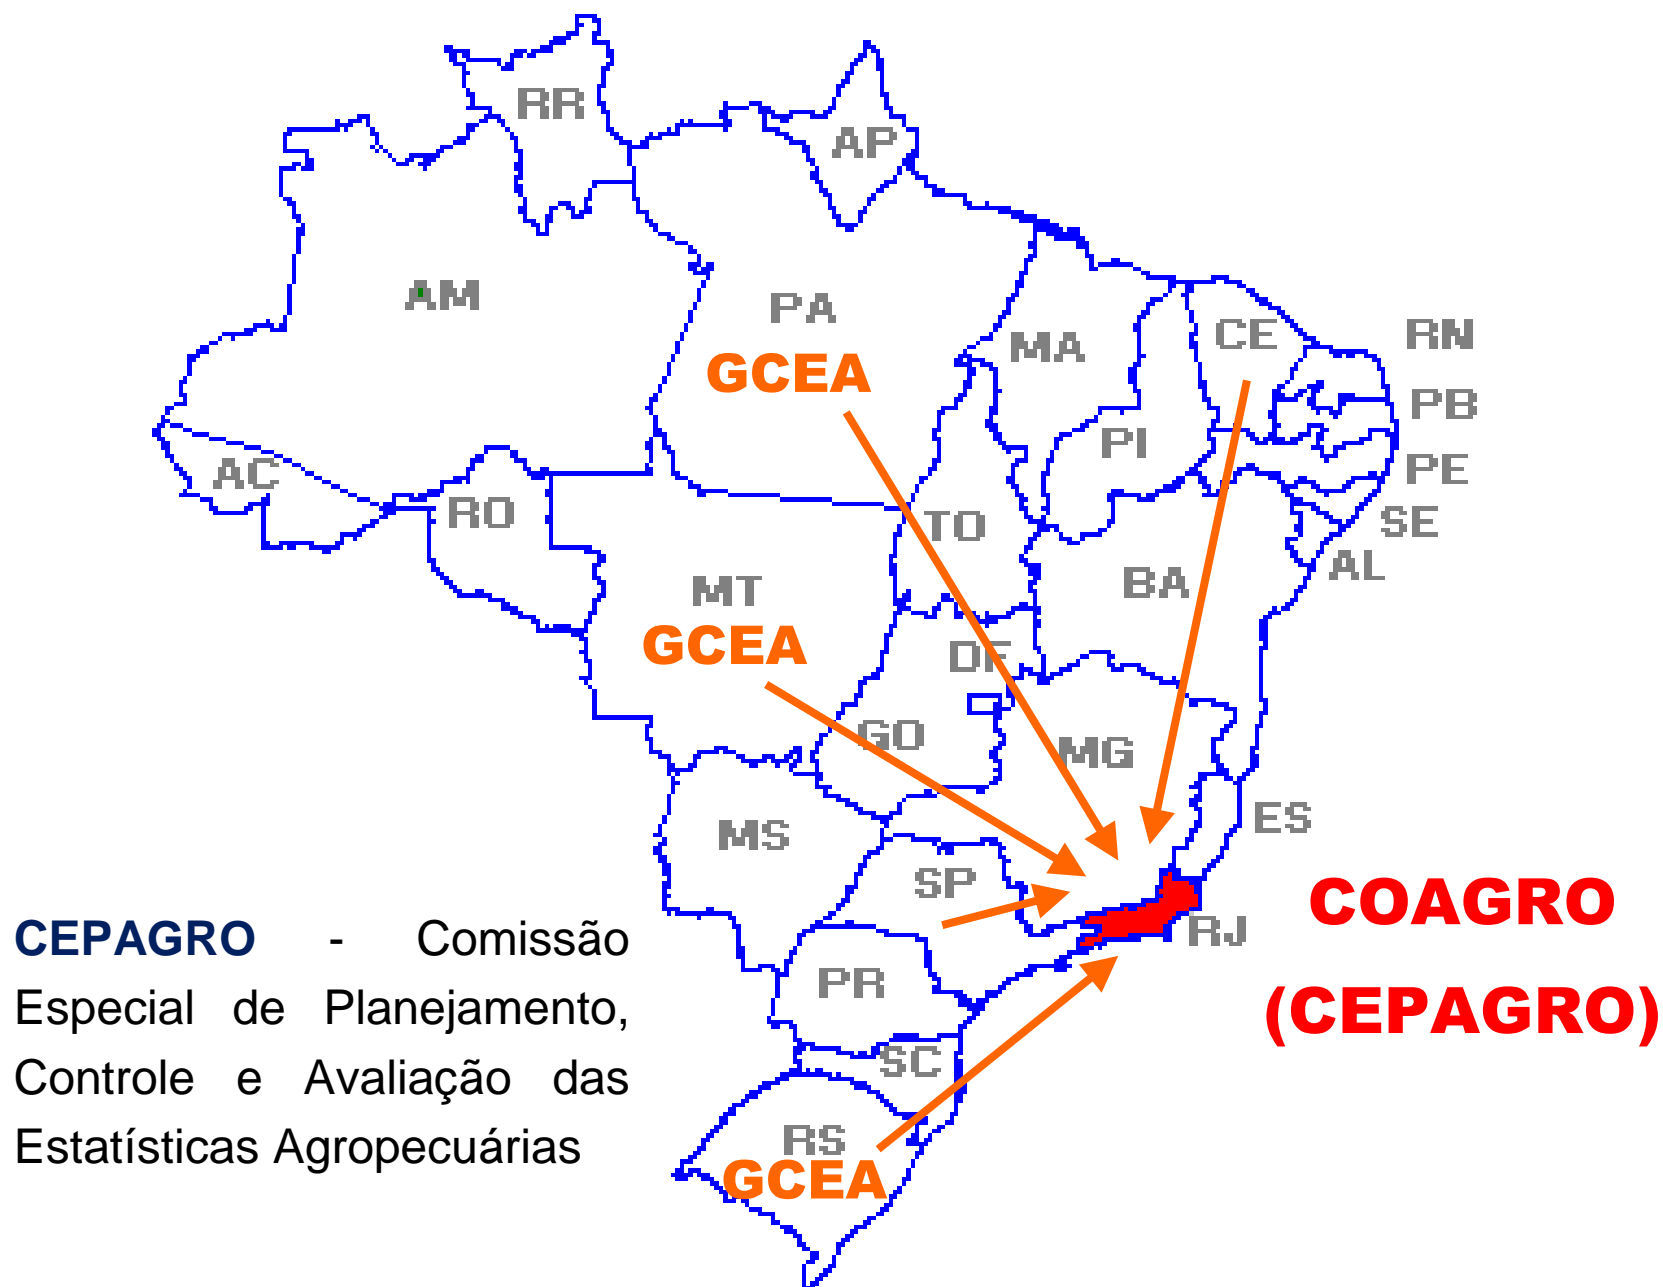 RR
AP
AM
PA
GCEA
MA
CE
RN
PB
PI
PE
AC
RO
TO
SE
AL
BA
MT
GCEA
DF
GO
MG
ES
MS
SP
RJ
COAGRO
(CEPAGRO)
CEPAGRO - Comissão
Especial de Planejamento,
Controle e Avaliação das
Estatísticas Agropecuárias
PR
SC
RS
GCEA